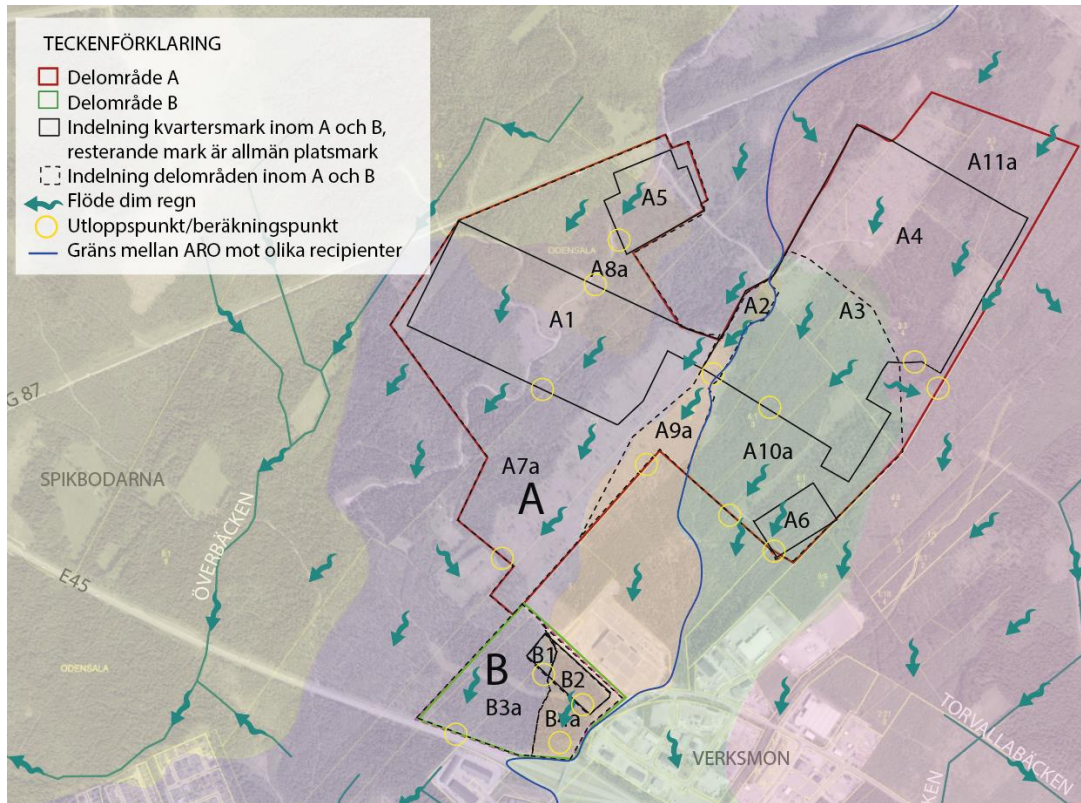 TECKENFÖRKLARING
Delområde A
Delområde B
Indelning kvartersmark inom A och B,
resterande mark är allmän platsmark
Indelning delområden inom A och B
Flöde dim regn
Utloppspunkt/beräkningspunkt
Gräns mellan ARO mot olika recipienter
A11a
A5
A4
ODENSALA
A8a
A2
A3
A1
G 87
A9a
A10a
SPIKBODARNA
A7a
A
A6
ÖVERBÄCKEN
E45
ODENSALA
B1
B
B2
B3a
B4a
TORVALLABÄCKEN
VERKSMON